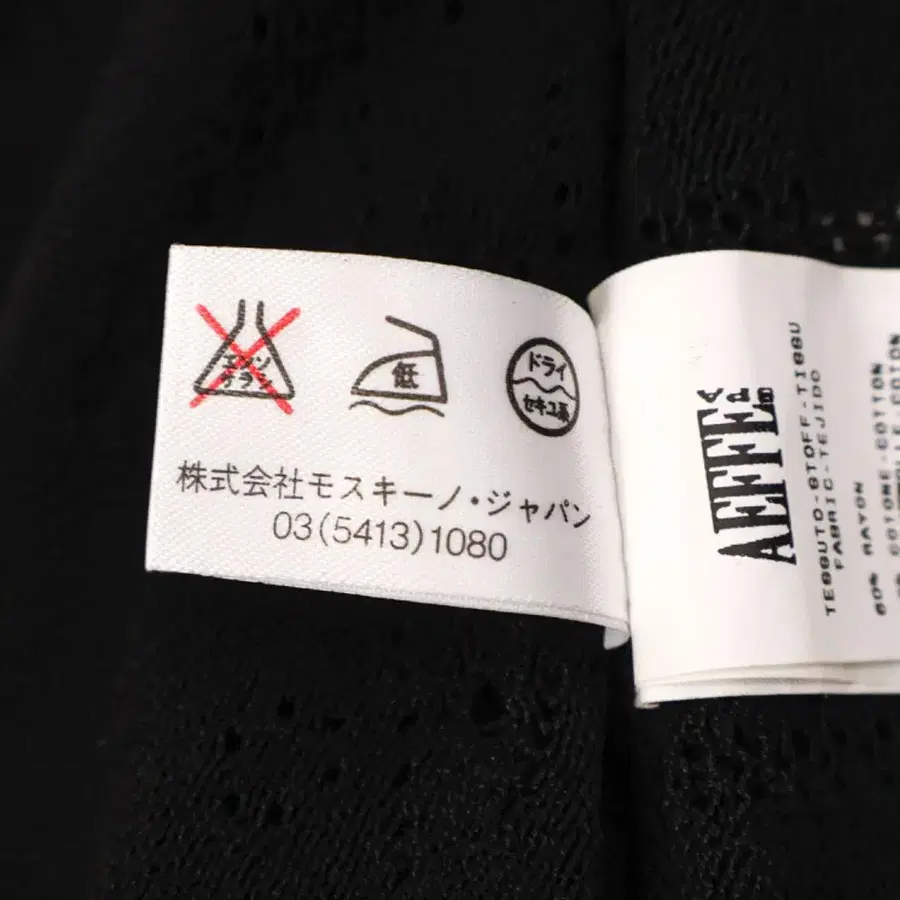 エンソ
サラシ
低
ドライ
セキユ系
株式会社モスキーノ・ジャパン
03(5413)1080
AEFFE
SPA
TESSUTO-STOFF-TISSU
FABRIC-TEJIDO
60% RAYON
COTONE-COTTON